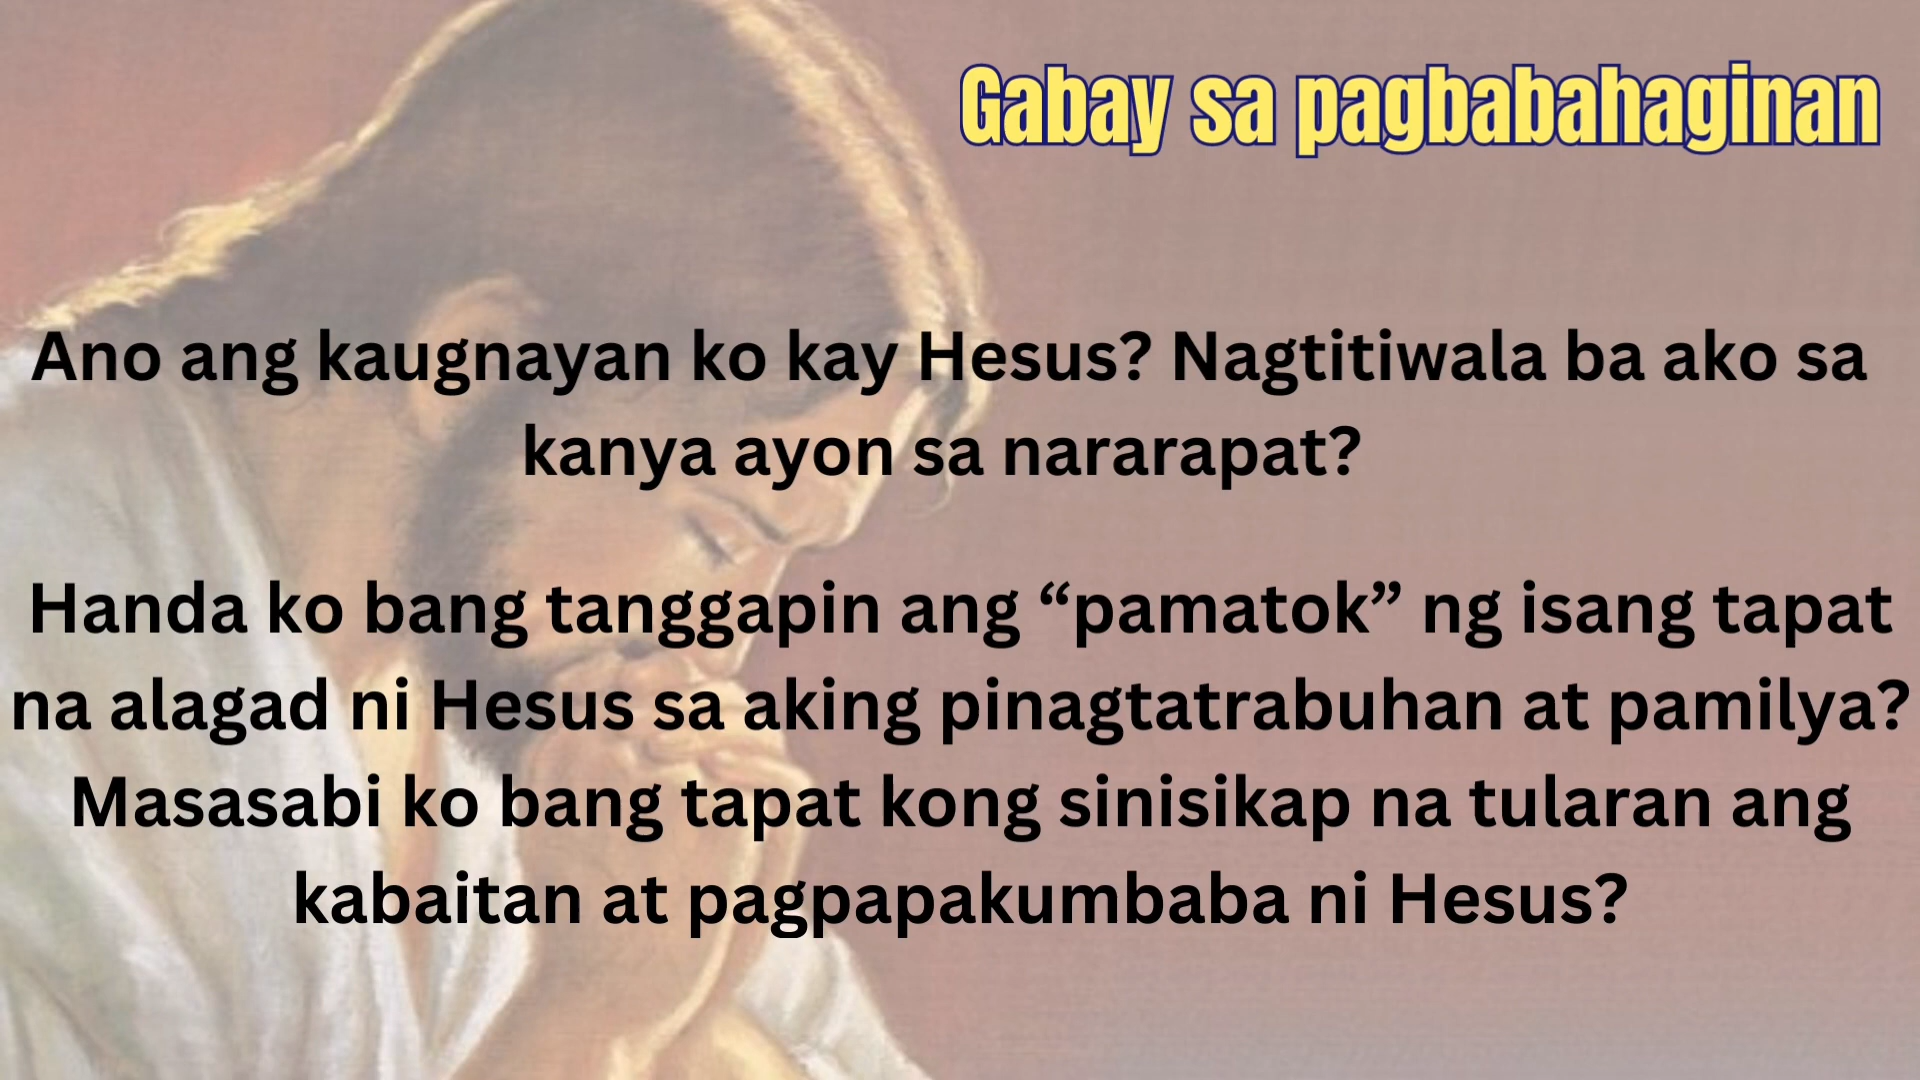 Gabay sa pagbabahaginan
Ano ang kaugnayan ko kay Hesus? Nagtitiwala ba ako sa
kanya ayon sa nararapat?
Handa ko bang tanggapin ang “pamatok” ng isang tapat
na alagad ni Hesus sa aking pinagtatrabuhan at pamilya?
Masasabi ko bang tapat kong sinisikap na tularan ang
kabaitan at pagpapakumbaba ni Hesus?